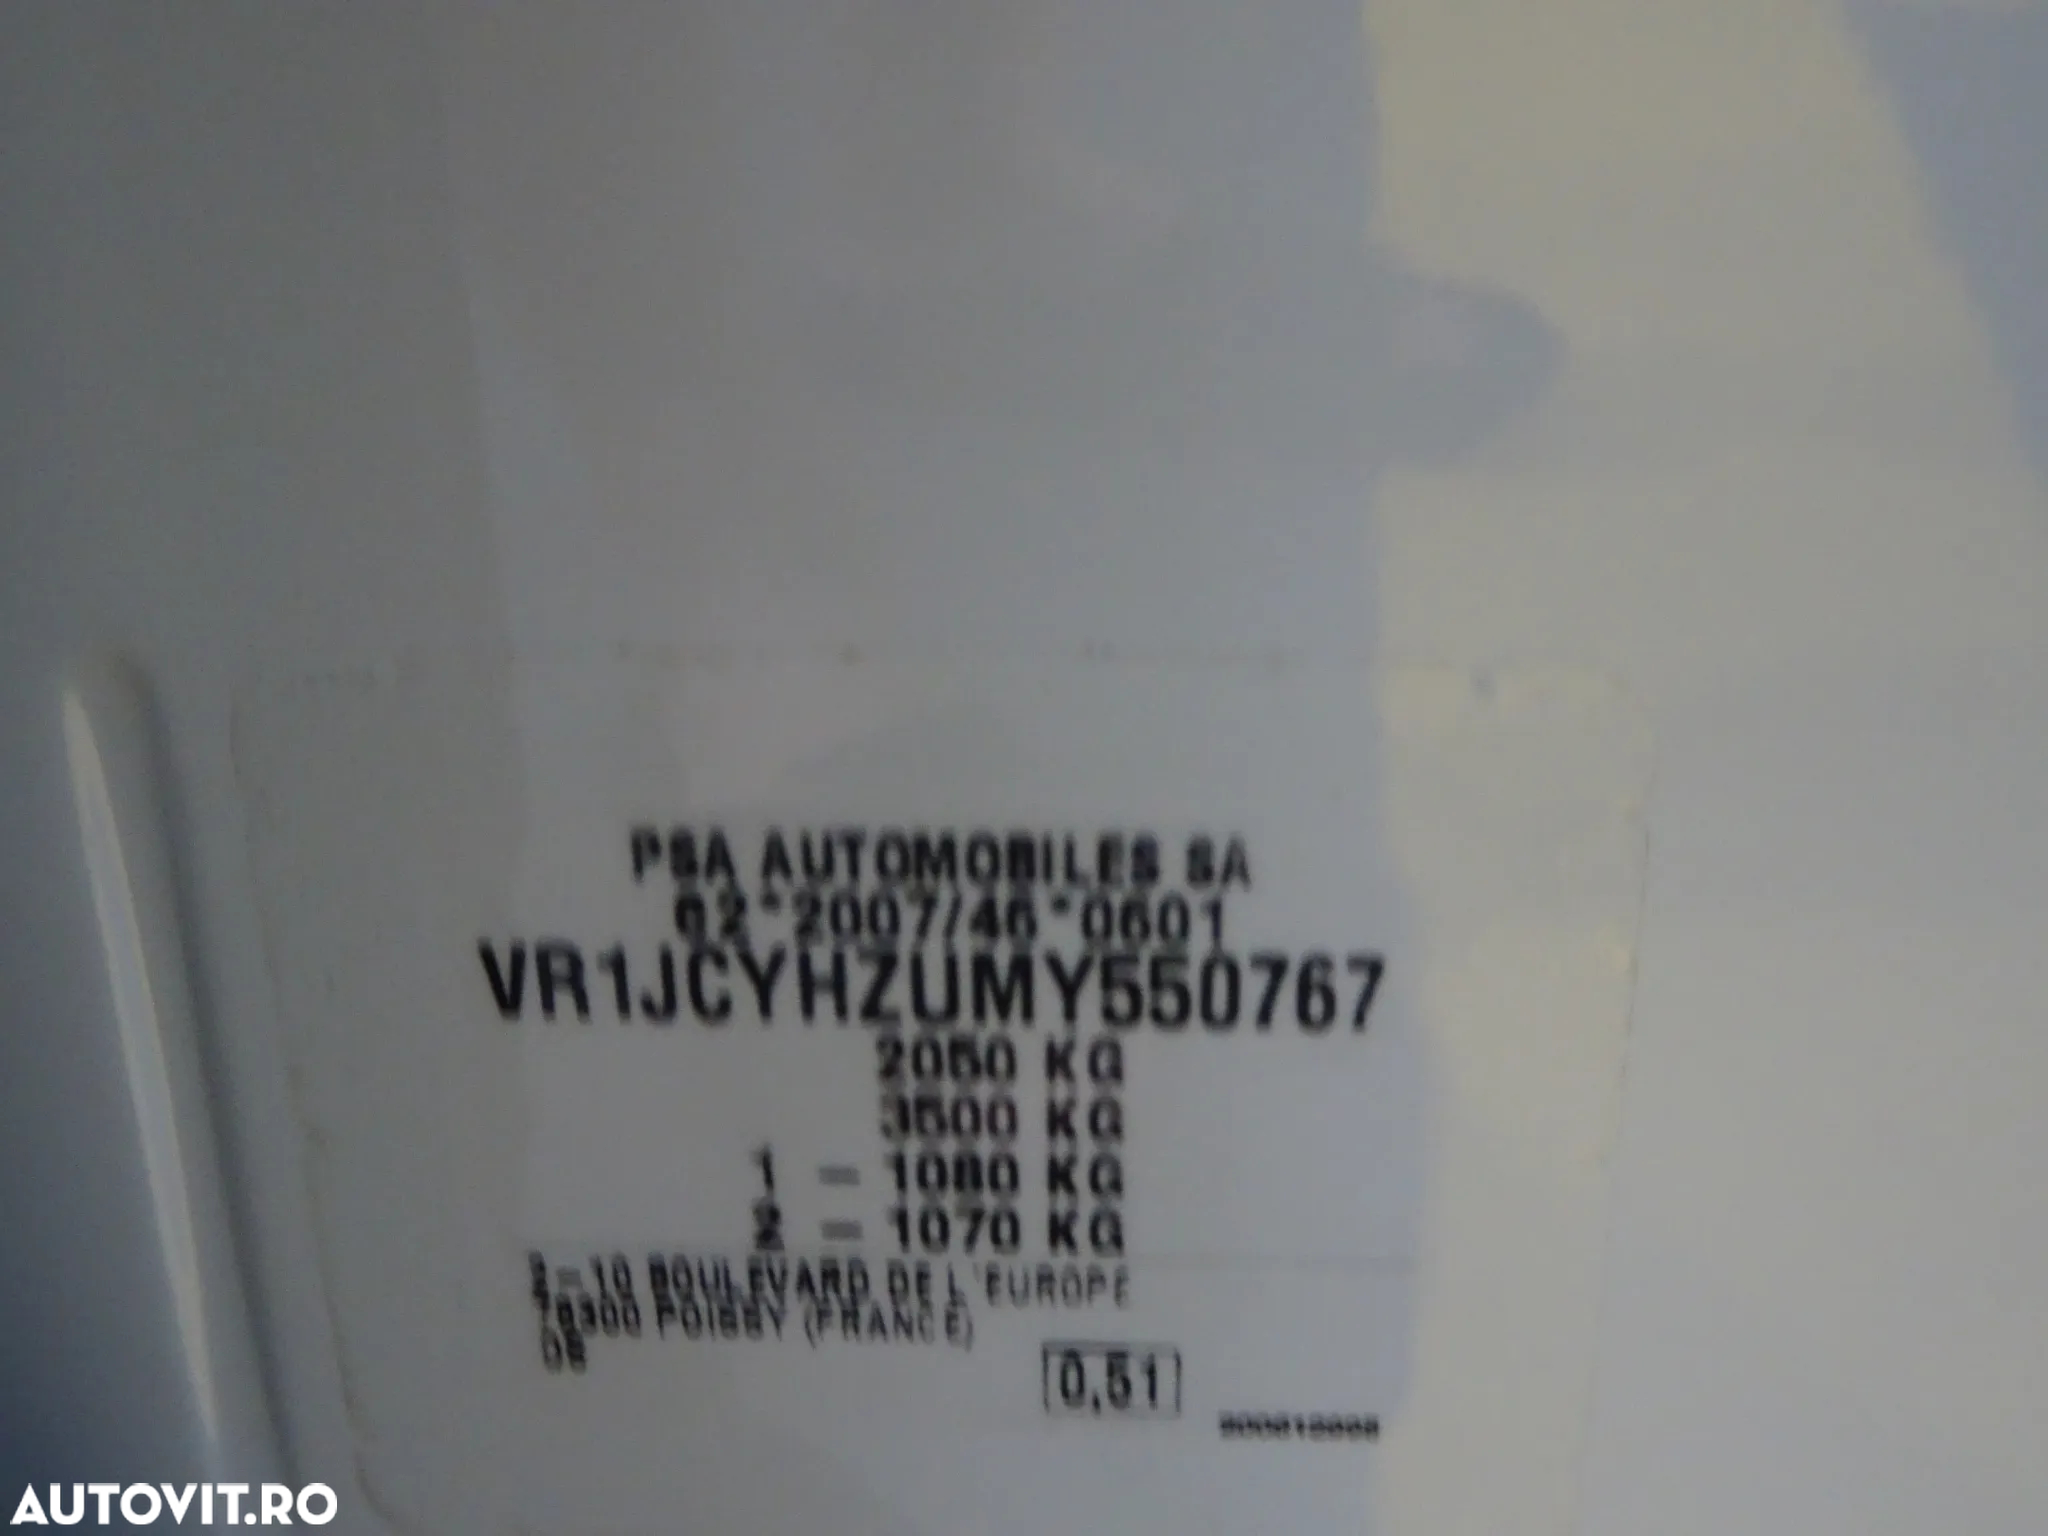 PSA AUTOMOBILES SA
02*2007/46*0601
VR1JCYHZUMY550767
2050 KG
3500 KG
1 - 1080 KG
2 - 1070 KG
2-10 BOULEVARD DE L'EUROPE
78300 POISSY (FRANCE)
0,51
AUTOVIT.RO